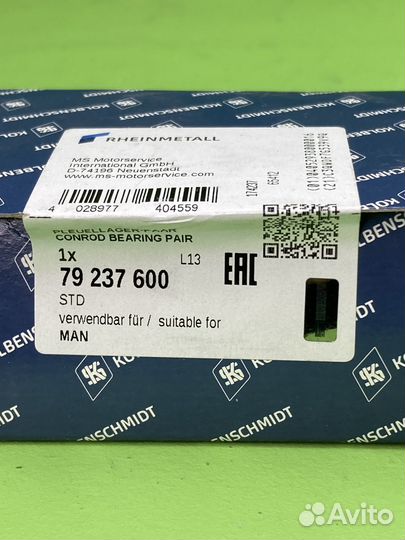 KOLBENSCHMIDT
RHEINMETALL
MS Motorservice
International GmbH
D-74196 Neuenstadt
www.ms-motorservice.com
4 028977 404559
PLEUELLAGER-PAAR
CONROD BEARING PAIR
1x
L13
79 237 600
STD
verwendbar für / suitable for
MAN
EAC
KOLBENSCHMIDT
KOLBENSCHMIDT
Avito